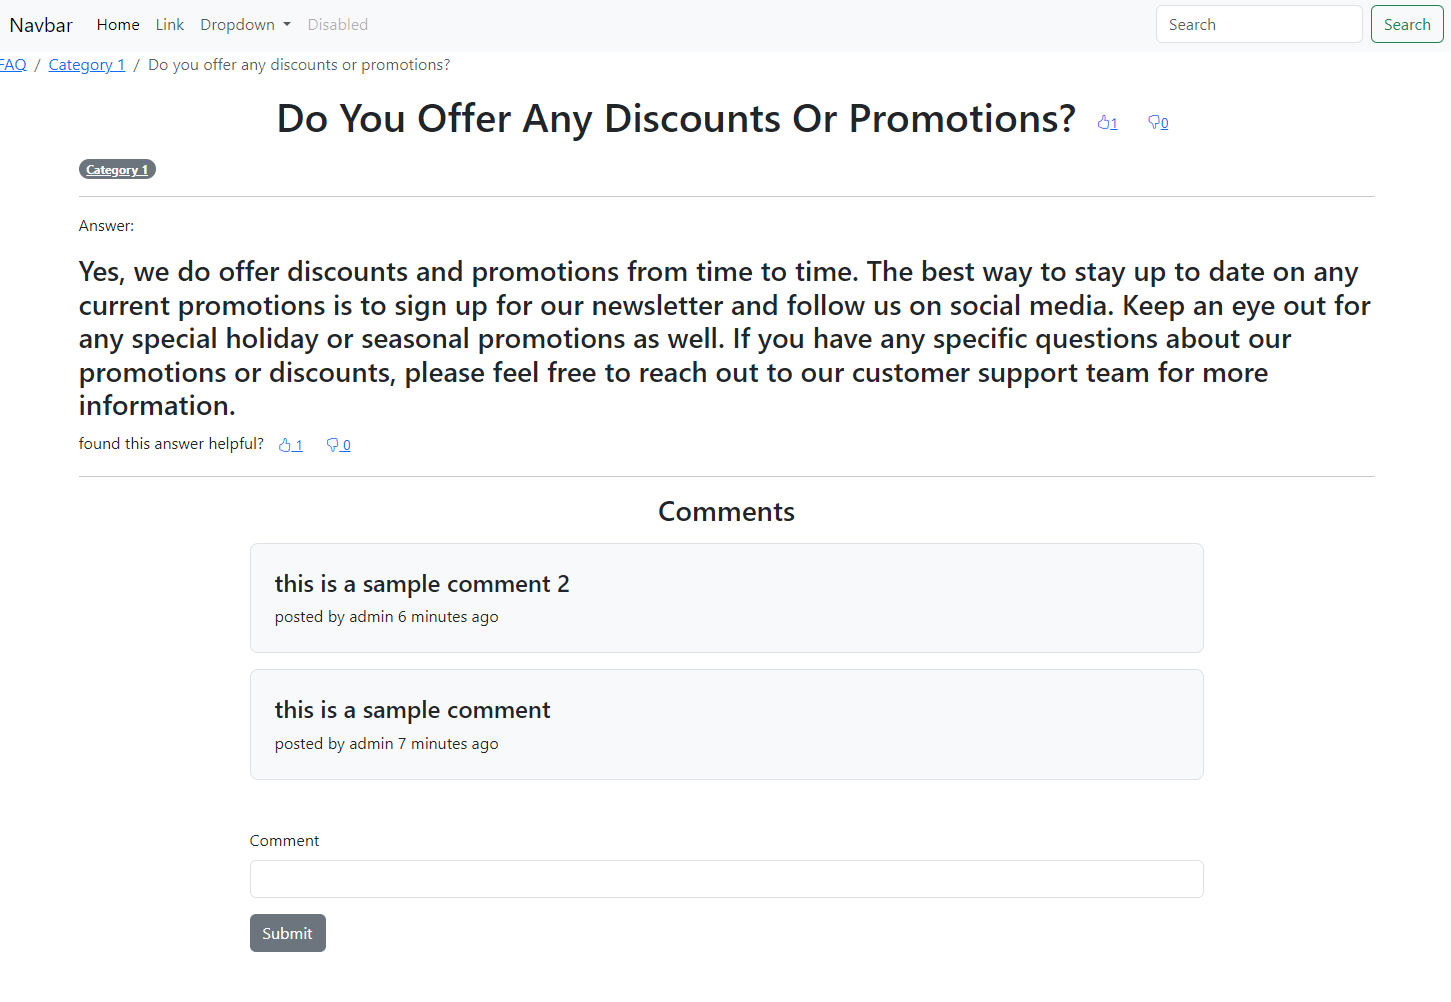 Navbar Home Link Dropdown Disabled Search Search
FAQ / Category 1 / Do you offer any discounts or promotions?
Do You Offer Any Discounts Or Promotions? 1 0
Category 1
Answer:
Yes, we do offer discounts and promotions from time to time. The best way to stay up to date on any
current promotions is to sign up for our newsletter and follow us on social media. Keep an eye out for
any special holiday or seasonal promotions as well. If you have any specific questions about our
promotions or discounts, please feel free to reach out to our customer support team for more
information.
found this answer helpful? 1 0
Comments
this is a sample comment 2
posted by admin 6 minutes ago
this is a sample comment
posted by admin 7 minutes ago
Comment
Submit